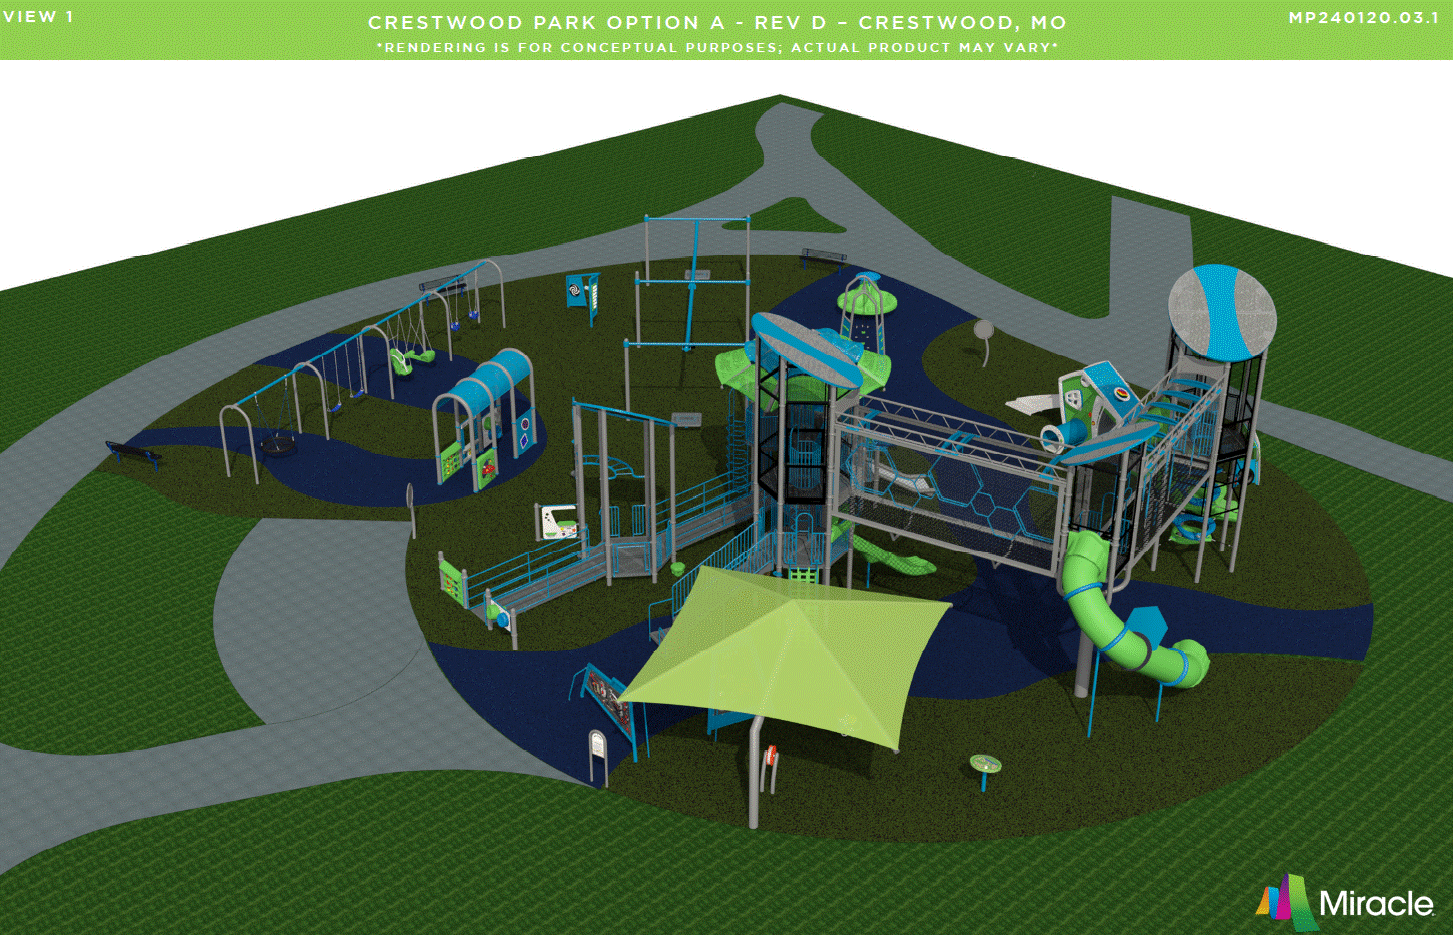 VIEW 1
CRESTWOOD PARK OPTION A - REV D – CRESTWOOD, MO
MP240120.03.1
*RENDERING IS FOR CONCEPTUAL PURPOSES; ACTUAL PRODUCT MAY VARY*
Miracle